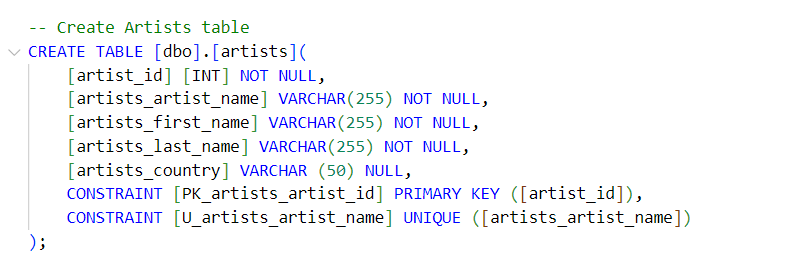 -- Create Artists table
CREATE TABLE [dbo].[artists](
[artist_id] [INT] NOT NULL,
[artists_artist_name] VARCHAR(255) NOT NULL,
[artists_first_name] VARCHAR(255) NOT NULL,
[artists_last_name] VARCHAR(255) NOT NULL,
[artists_country] VARCHAR (50) NULL,
CONSTRAINT [PK_artists_artist_id] PRIMARY KEY ([artist_id]),
CONSTRAINT [U_artists_artist_name] UNIQUE ([artists_artist_name])
);